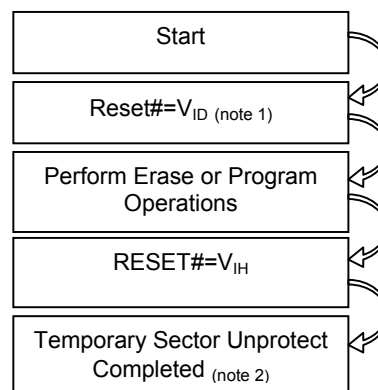 Start
Reset#=VID (note 1)
Perform Erase or Program
Operations
RESET#=VIH
Temporary Sector Unprotect
Completed (note 2)